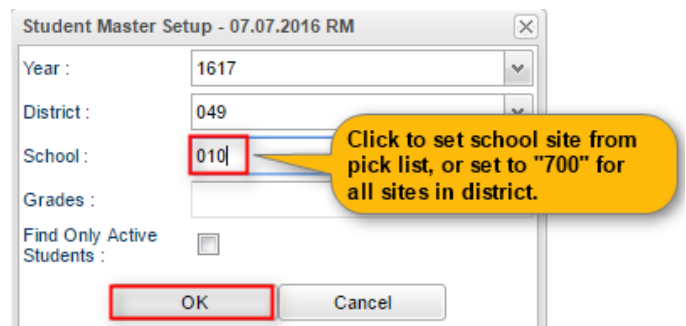 Student Master Setup - 07.07.2016 RM
Year :
1617
District :
049
School :
010
Click to set school site from
pick list, or set to "700" for
all sites in district.
Grades :
Find Only Active
Students :
OK
Cancel